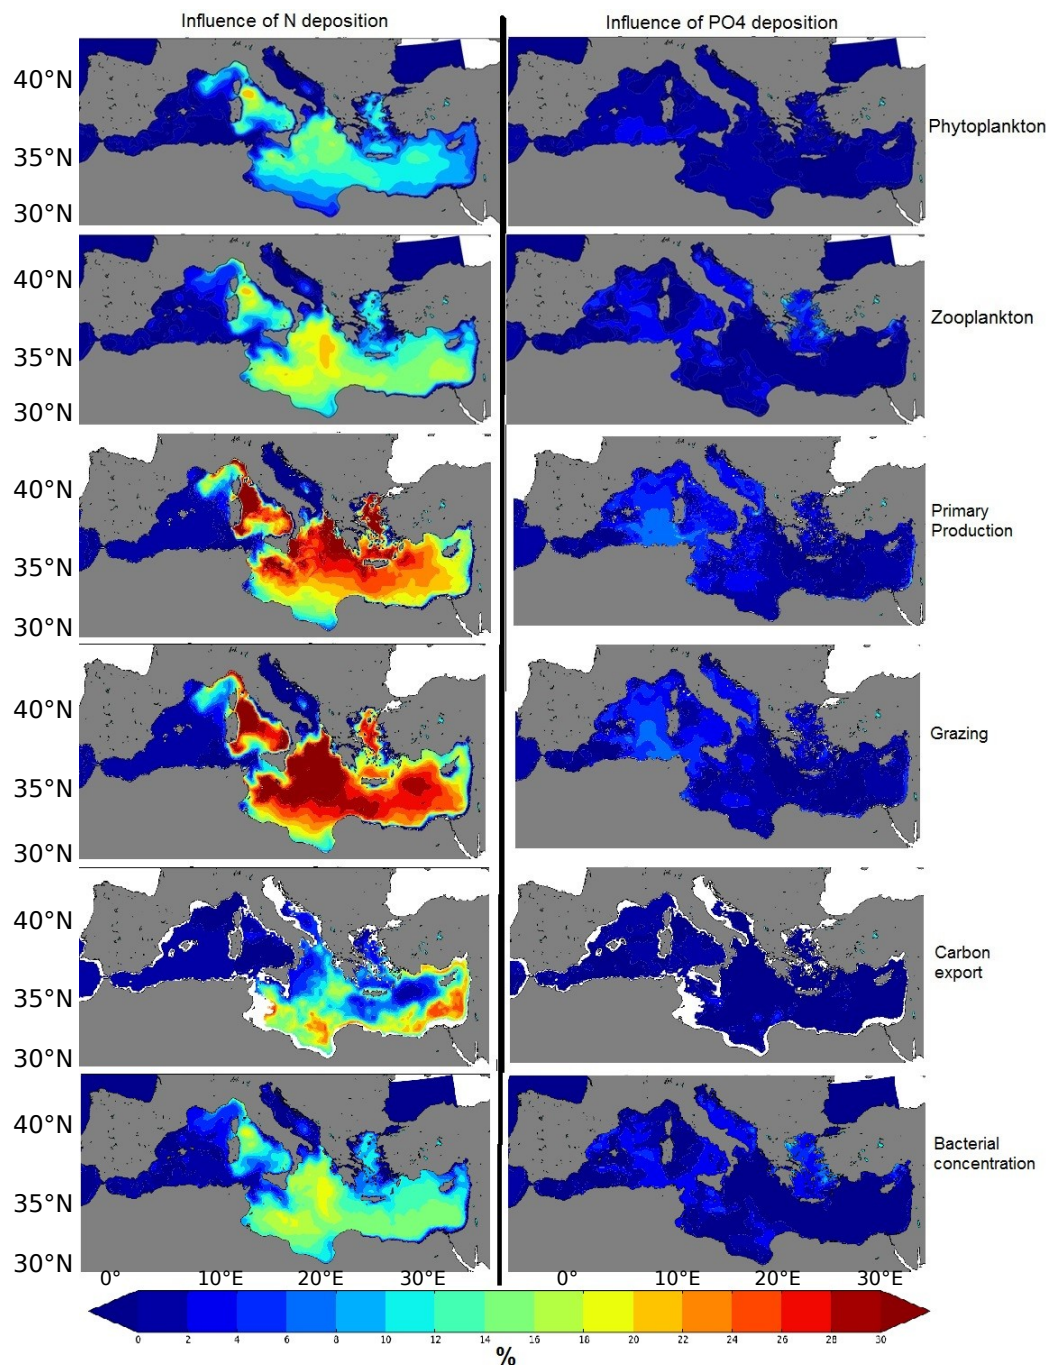 Influence of N deposition
Influence of PO4 deposition
40°N
35°N
30°N
Phytoplankton
40°N
35°N
30°N
Zooplankton
40°N
35°N
30°N
Primary
Production
40°N
35°N
30°N
Grazing
40°N
35°N
30°N
Carbon
export
40°N
35°N
30°N
Bacterial
concentration
0° 10°E 20°E 30°E
0° 10°E 20°E 30°E
0 2 4 6 8 10 12 14 16 18 20 22 24 26 28 30
%